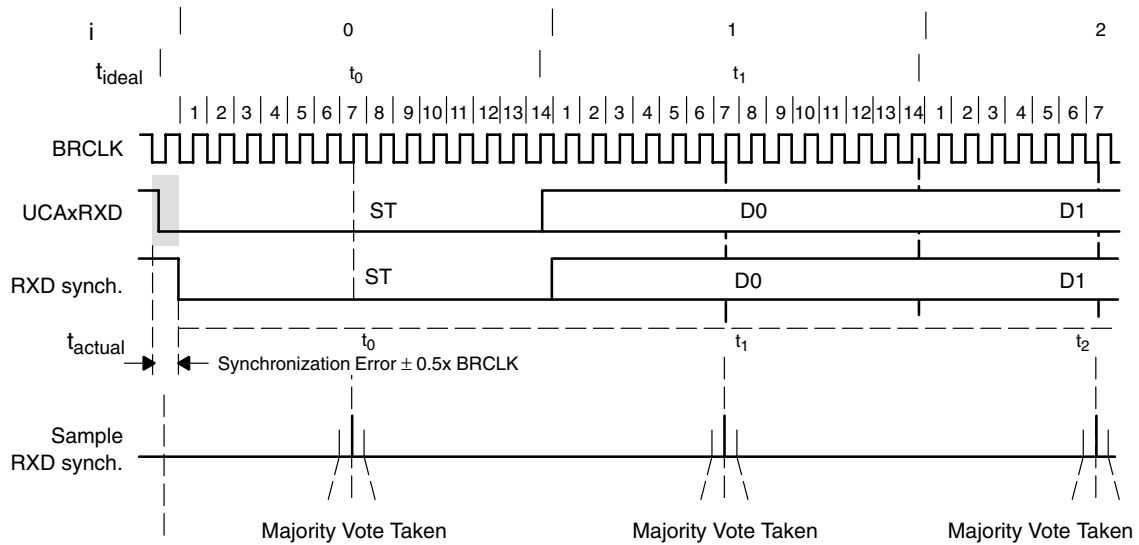 i 0 1 2
tideal t0 t1
1 2 3 4 5 6 7 8 9 10 11 12 13 14 1 2 3 4 5 6 7 8 9 10 11 12 13 14 1 2 3 4 5 6 7
BRCLK
UCAxRXD ST D0 D1
RXD synch. ST D0 D1
tactual t0 t1 t2
Synchronization Error ± 0.5x BRCLK
Sample
RXD synch.
Majority Vote Taken Majority Vote Taken Majority Vote Taken